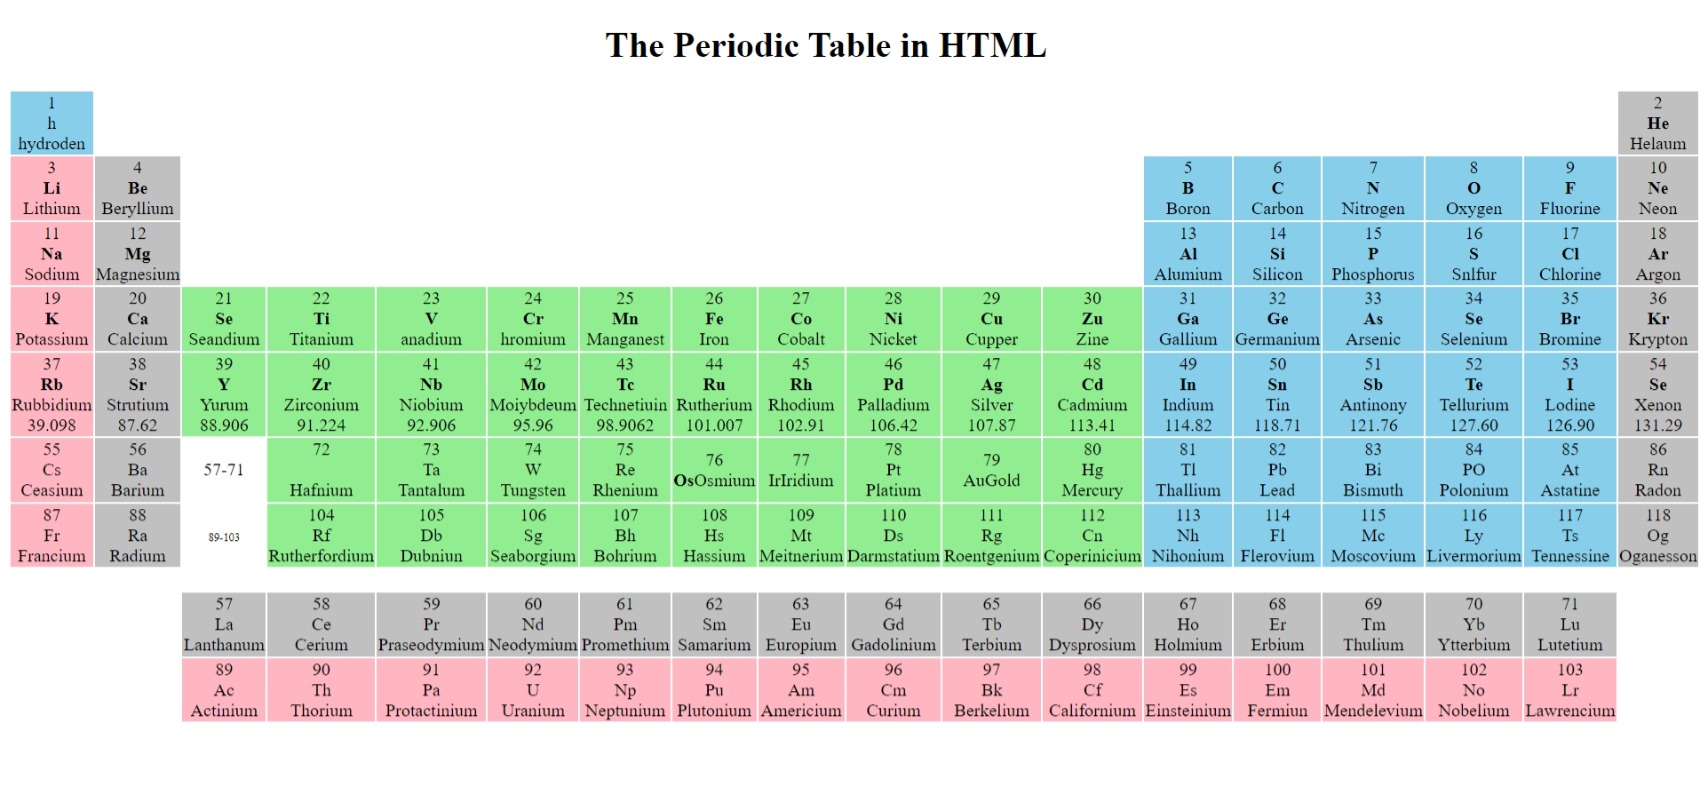 The Periodic Table in HTML
1 2
h He
hydroden Helaum
3 4 5 6 7 8 9 10
Li Be B C N O F Ne
Lithium Beryllium Boron Carbon Nitrogen Oxygen Fluorine Neon
11 12 13 14 15 16 17 18
Na Mg Al Si P S Cl Ar
Sodium Magnesium Alumium Silicon Phosphorus Snlfur Chlorine Argon
19 20 21 22 23 24 25 26 27 28 29 30 31 32 33 34 35 36
K Ca Se Ti V Cr Mn Fe Co Ni Cu Zu Ga Ge As Se Br Kr
Potassium Calcium Seandium Titanium anadium hromium Manganest Iron Cobalt Nicket Cupper Zine Gallium Germanium Arsenic Selenium Bromine Krypton
37 38 39 40 41 42 43 44 45 46 47 48 49 50 51 52 53 54
Rb Sr Y Zr Nb Mo Tc Ru Rh Pd Ag Cd In Sn Sb Te I Se
Rubbidium Strutium Yurum Zirconium Niobium Moiybdeum Technetiuin Rutherium Rhodium Palladium Silver Cadmium Indium Tin Antinony Tellurium Lodine Xenon
39.098 87.62 88.906 91.224 92.906 95.96 98.9062 101.007 102.91 106.42 107.87 113.41 114.82 118.71 121.76 127.60 126.90 131.29
55 56 72 73 74 75 76 77 78 79 80 81 82 83 84 85 86
Cs Ba 57-71 Ta W Re Pt Hg Tl Pb Bi PO At Rn
Ceasium Barium Hafnium Tantalum Tungsten Rhenium OsOsmium IrIridium Platium AuGold Mercury Thallium Lead Bismuth Polonium Astatine Radon
87 88 104 105 106 107 108 109 110 111 112 113 114 115 116 117 118
Fr Ra 89-103 Rf Db Sg Bh Hs Mt Ds Rg Cn Nh Fl Mc Ly Ts Og
Francium Radium Rutherfordium Dubniun Seaborgium Bohrium Hassium Meitnerium Darmstatium Roentgenium Coperinicium Nihonium Flerovium Moscovium Livermorium Tennessine Oganesson
57 58 59 60 61 62 63 64 65 66 67 68 69 70 71
La Ce Pr Nd Pm Sm Eu Gd Tb Dy Ho Er Tm Yb Lu
Lanthanum Cerium Praseodymium Neodymium Promethium Samarium Europium Gadolinium Terbium Dysprosium Holmium Erbium Thulium Ytterbium Lutetium
89 90 91 92 93 94 95 96 97 98 99 100 101 102 103
Ac Th Pa U Np Pu Am Cm Bk Cf Es Em Md No Lr
Actinium Thorium Protactinium Uranium Neptunium Plutonium Americium Curium Berkelium Californium Einsteinium Fermiun Mendelevium Nobelium Lawrencium